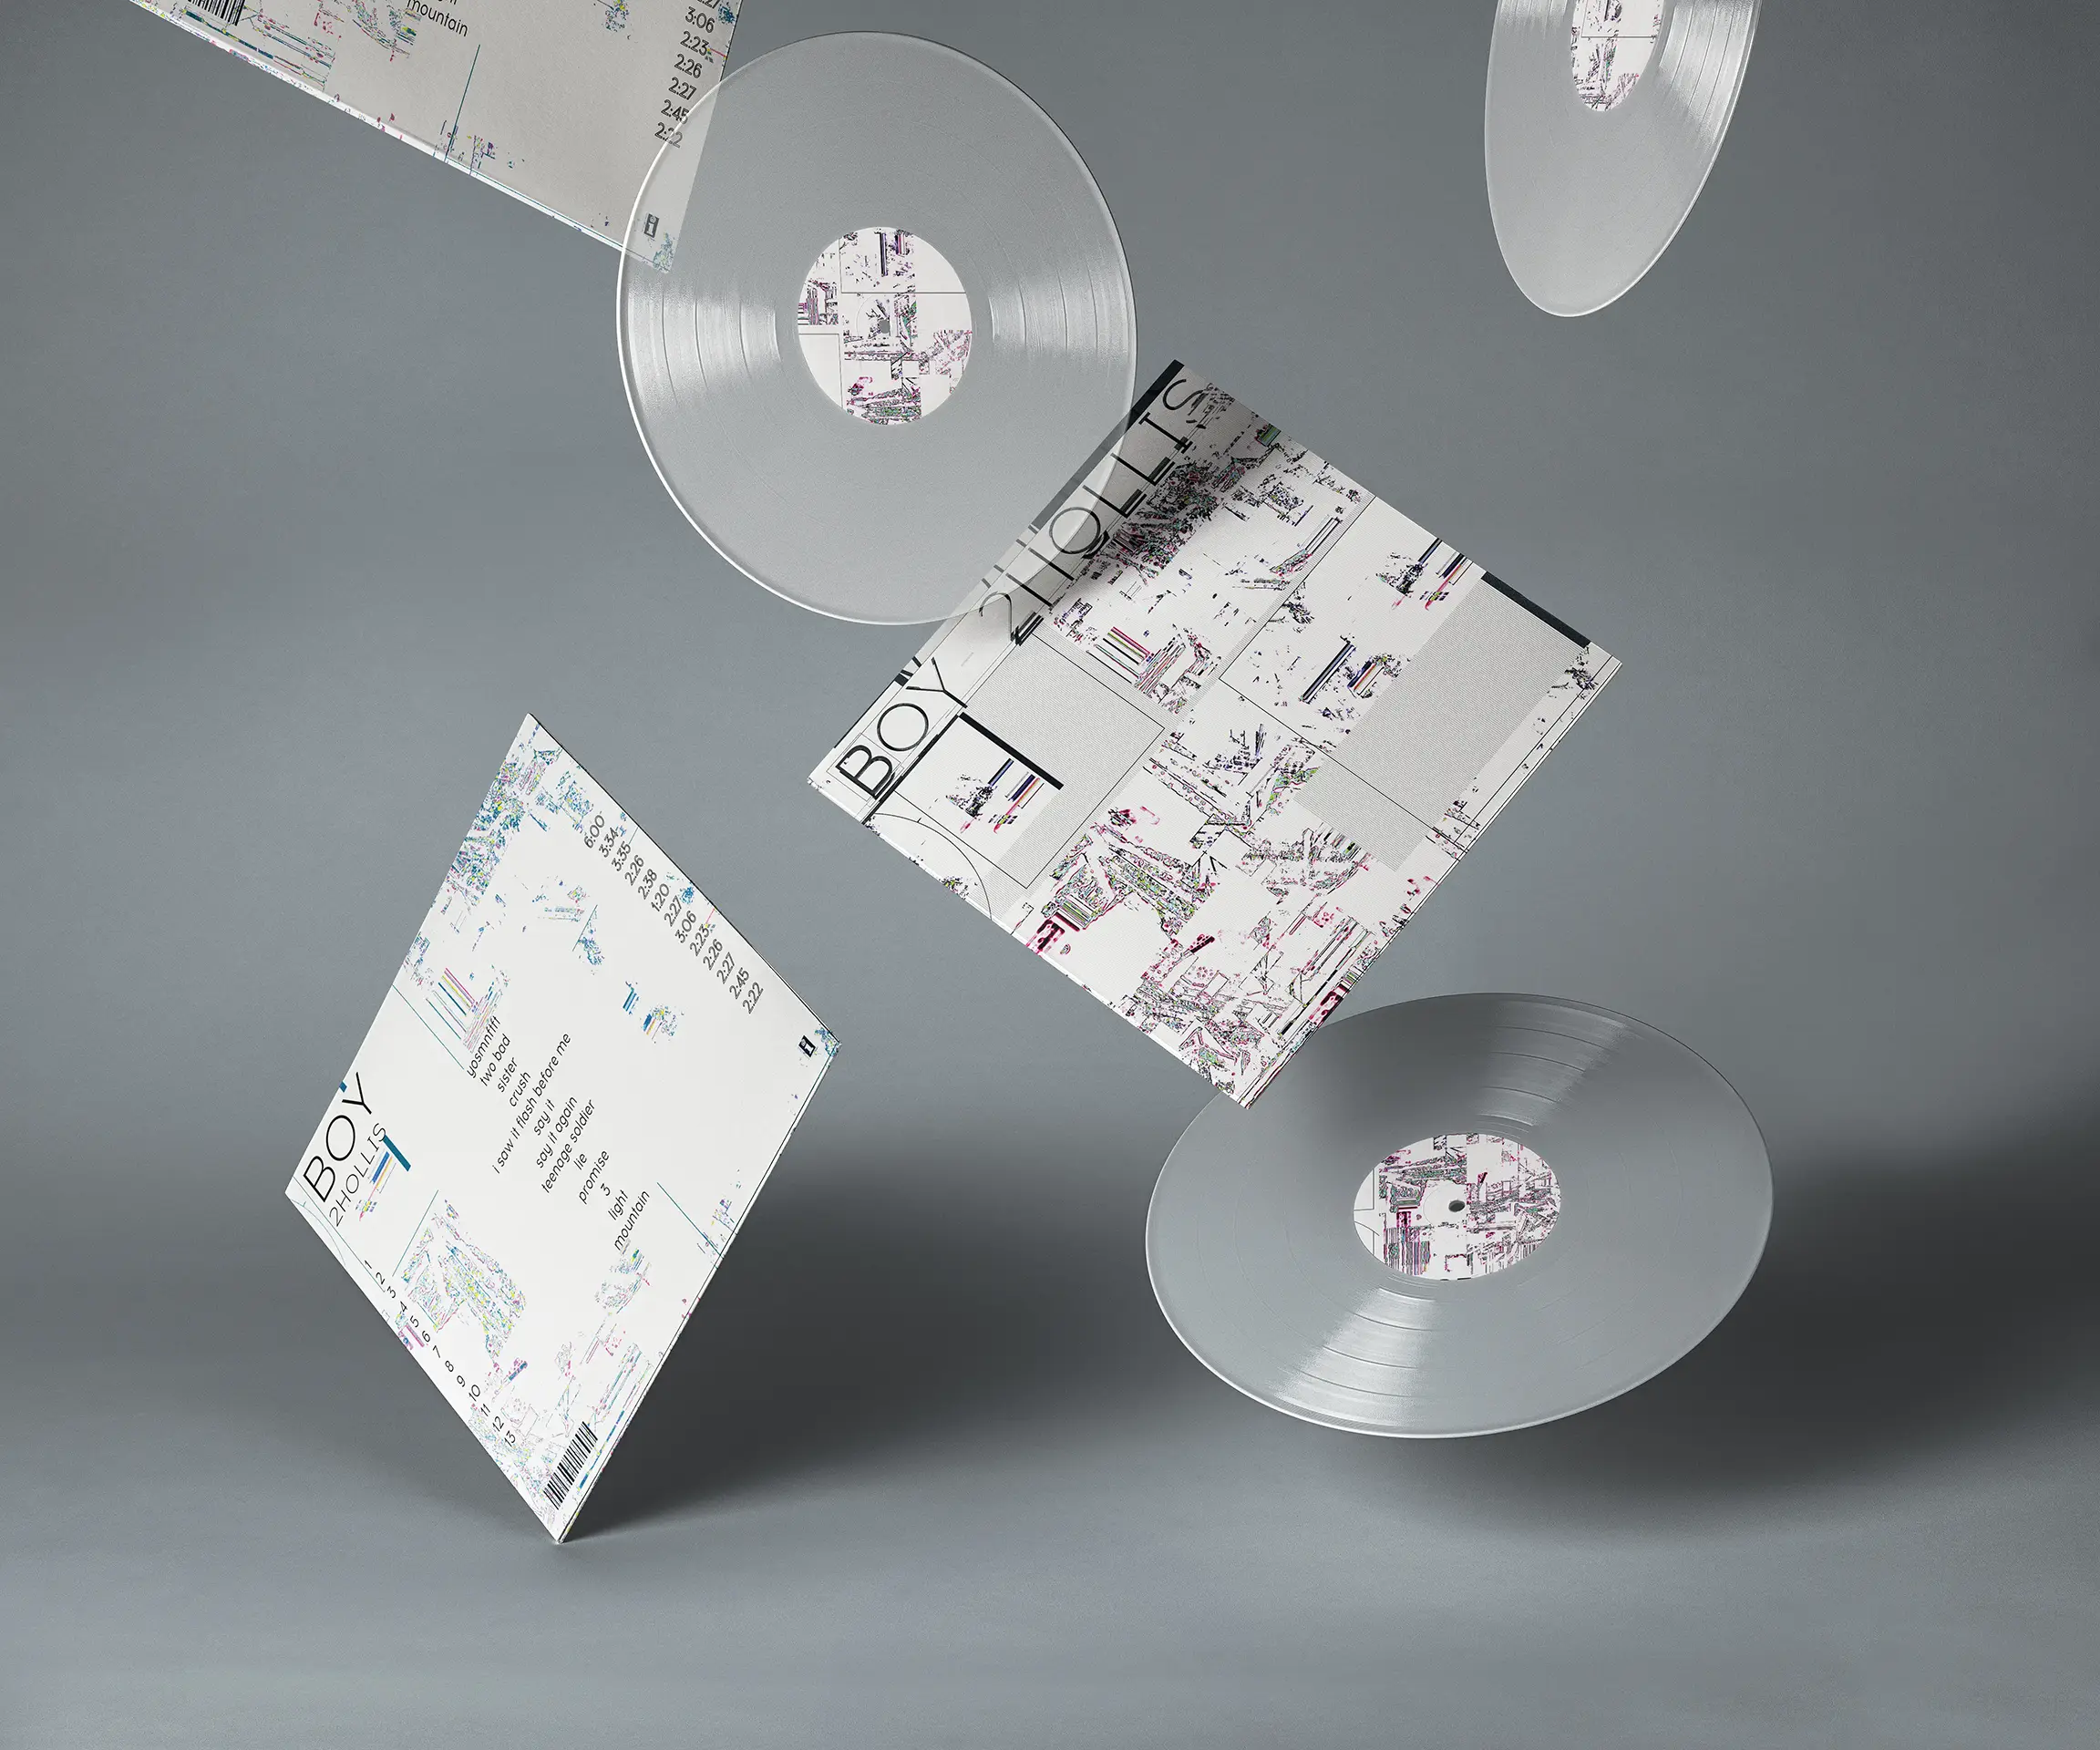 mountain
3:06
2:23
2:26
2:27
2:45
2:22
BOY 2HOLLIS
BOY
2HOLLIS
1 6:00
2 two bad 3:34
3 sister 3:35
4 crush 2:26
5 i saw it flash before me 2:38
6 say it 1:20
7 say it again 2:27
8 teenage soldier 3:06
9 lie 2:23
10 promise 2:26
11 3 2:27
12 light 2:45
13 mountain 2:22